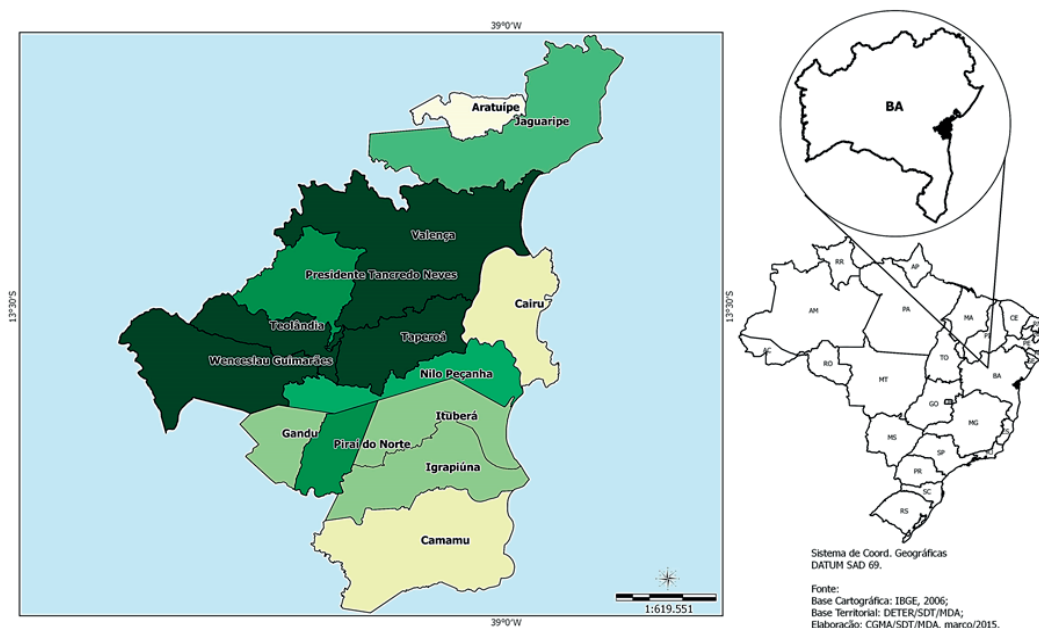 39°0'W
13°30'S
Aratuípe
Jaguaripe
Valença
Presidente Tancredo Neves
Cairu
Teolândia
Taperoá
Wenceslau Guimarães
Nilo Peçanha
Ituberá
Gandu
Piraí do Norte
Igrapiúna
Camamu
1:619.551
39°0'W
13°30'S
BA
RR
AP
AM
PA
MA
CE
TO
RO
BA
MT
GO
MG
MS
SP
PR
SC
RS
Sistema de Coord. Geográficas
DATUM SAD 69.
Fonte:
Base Cartográfica: IBGE, 2006;
Base Territorial: DETER/SDT/MDA;
Elaboração: CGMA/SDT/MDA, março/2015.